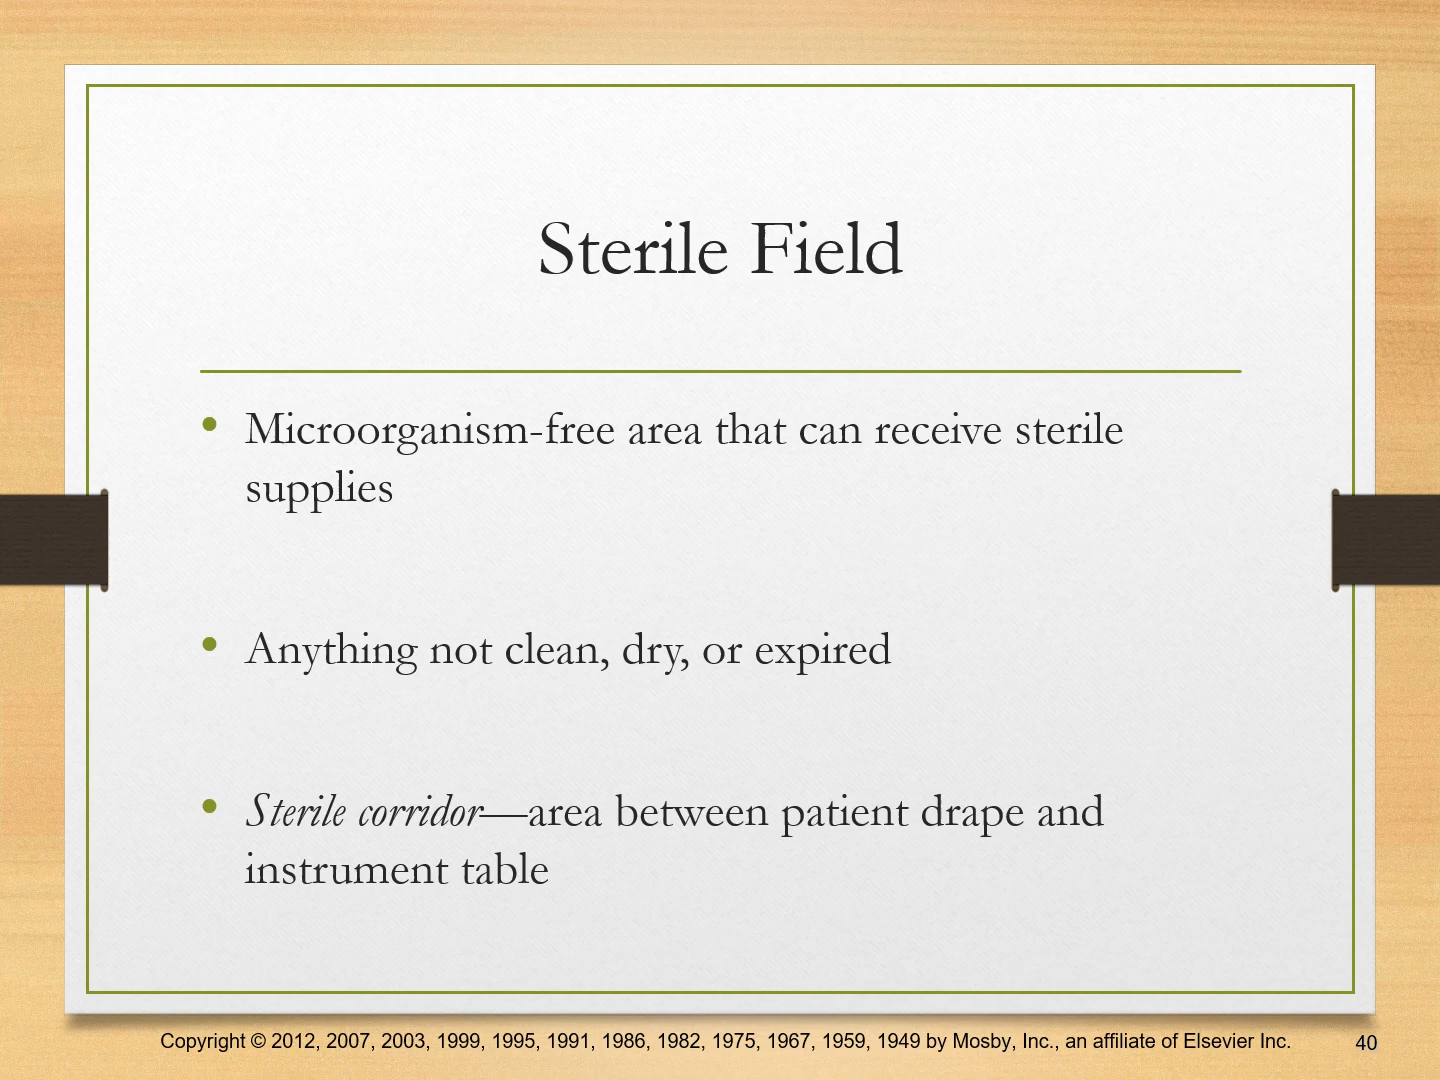 Sterile Field
• Microorganism-free area that can receive sterile
supplies
• Anything not clean, dry, or expired
• Sterile corridor—area between patient drape and
instrument table
Copyright © 2012, 2007, 2003, 1999, 1995, 1991, 1986, 1982, 1975, 1967, 1959, 1949 by Mosby, Inc., an affiliate of Elsevier Inc.
40